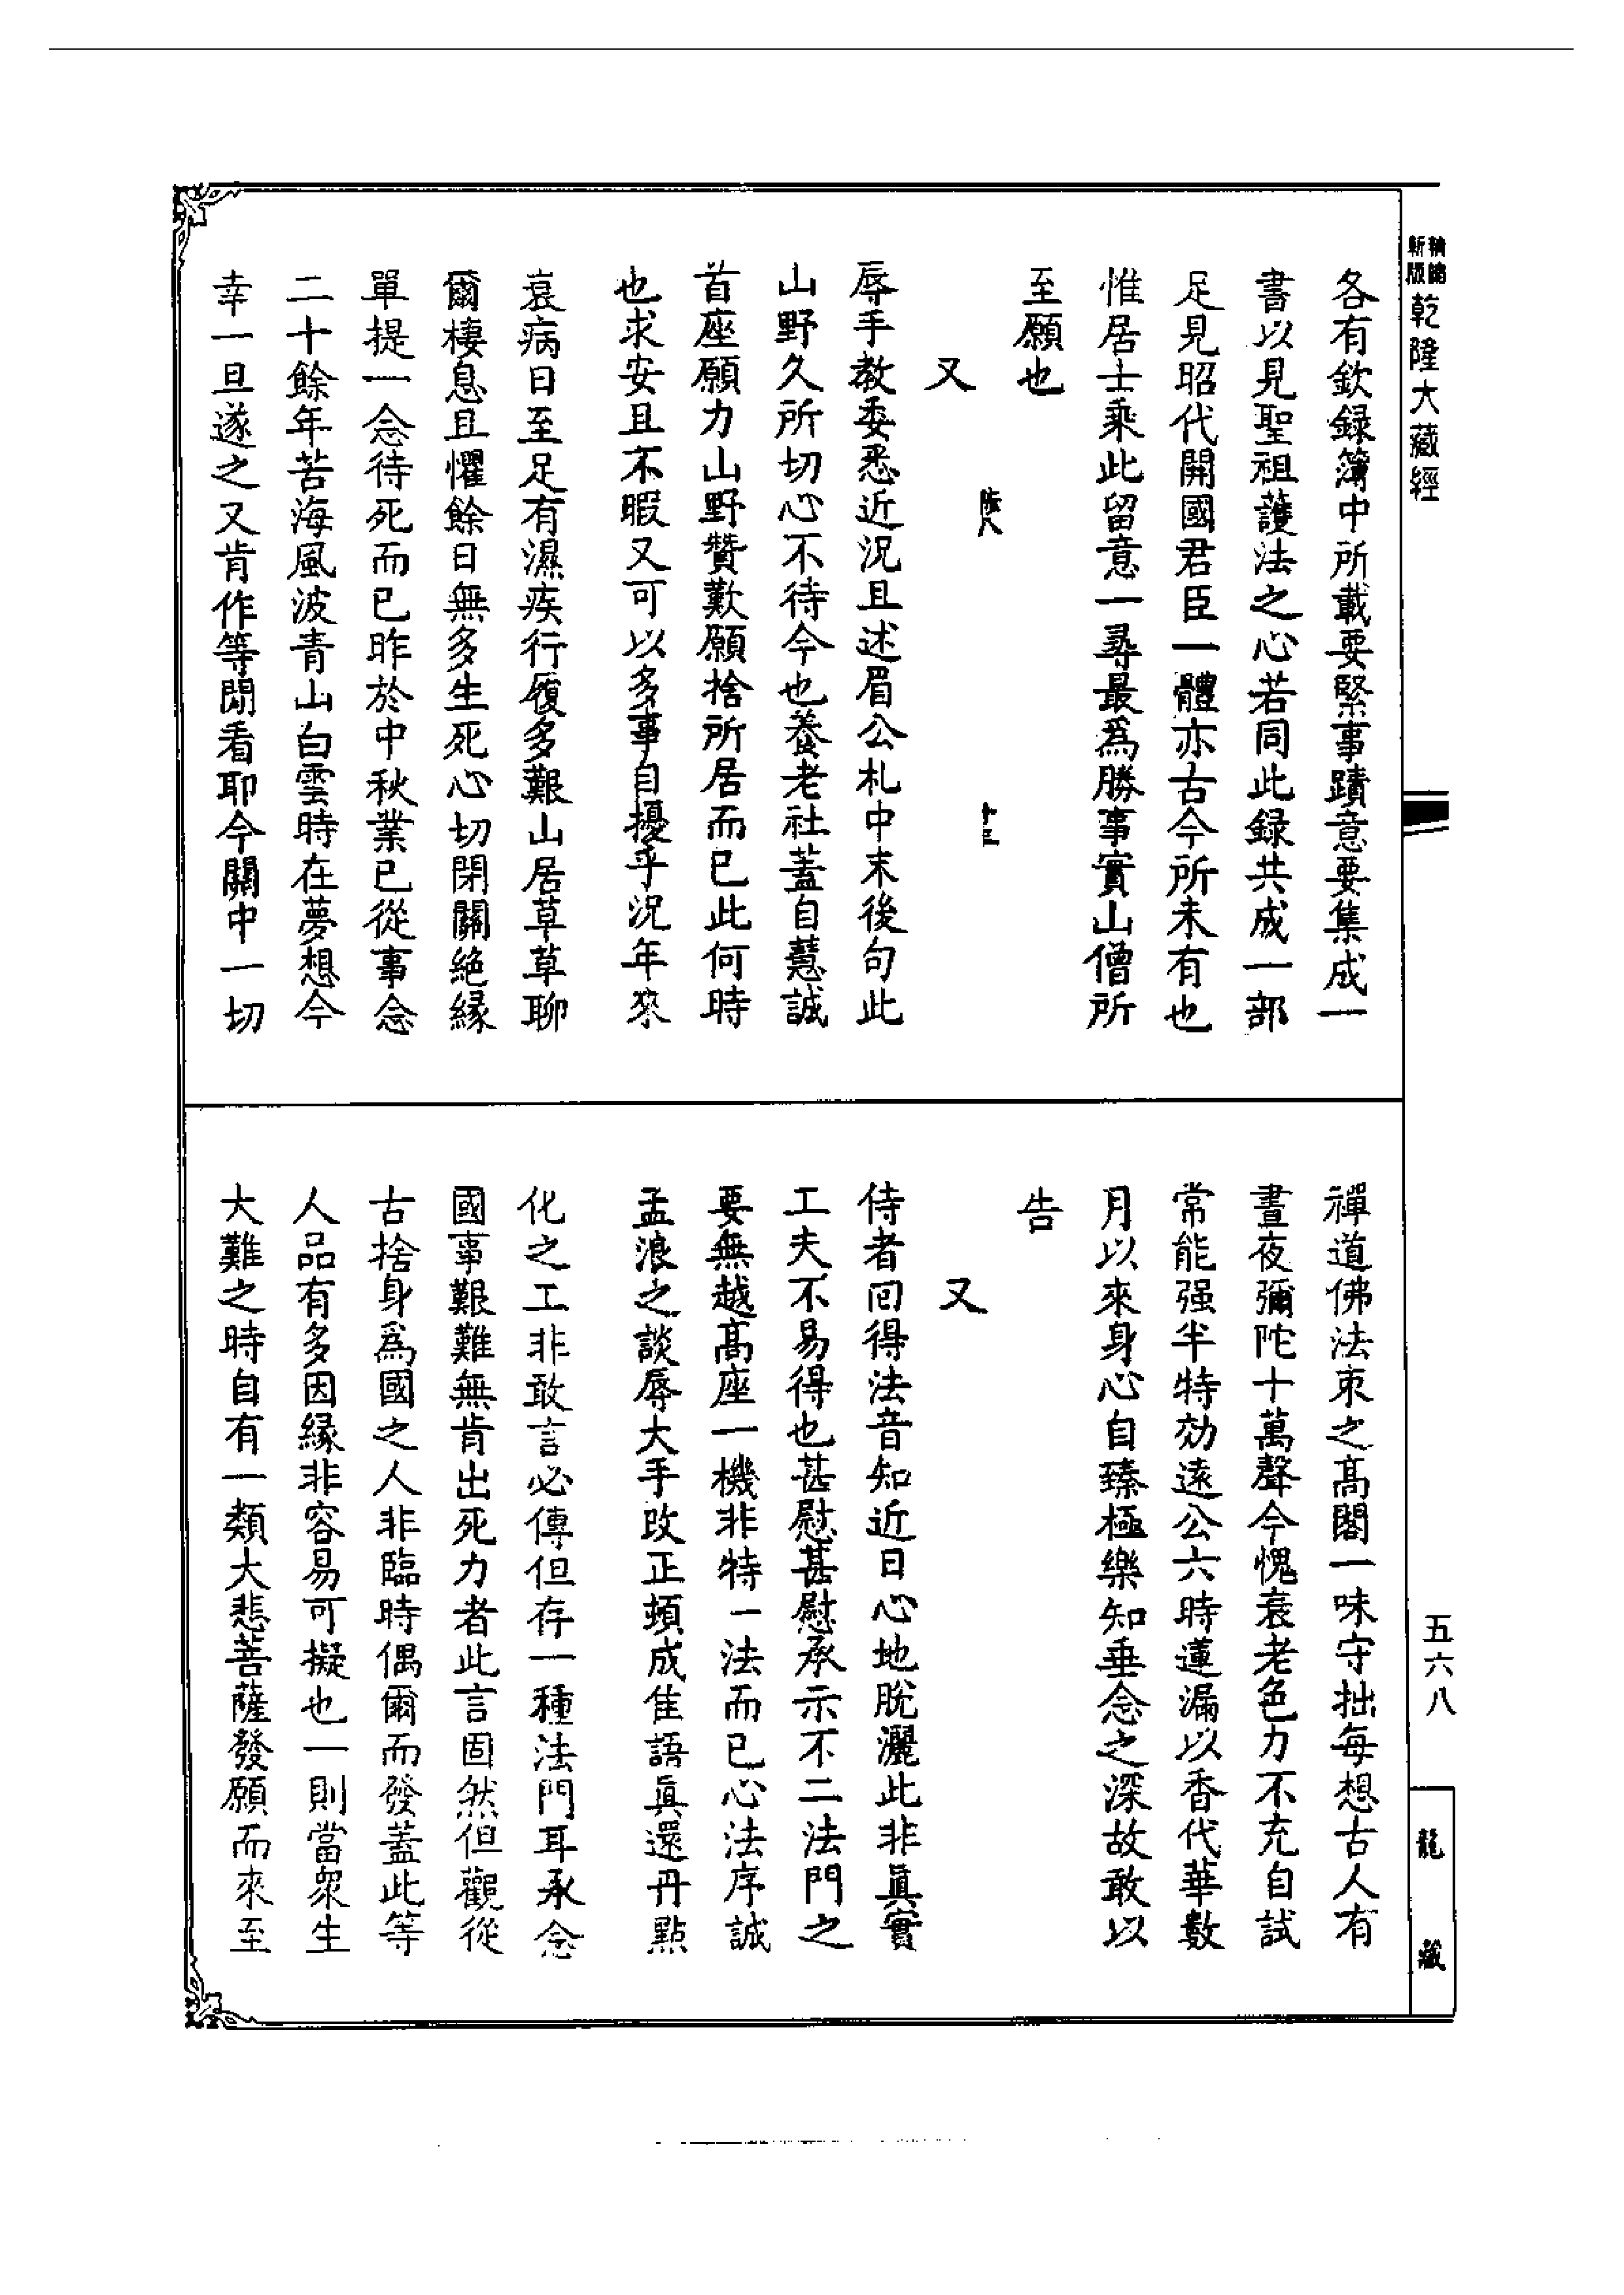 新版
乾隆大藏經
各有欽録簿中所載要緊事蹟意要集成一
書以見聖祖護法之心若同此録共成一部
足見昭代開國君臣一體亦古今所未有也
惟居士乘此留意一尋最爲勝事實山僧所
至願也
又
十三
辱手教委悉近況且述眉公札中末後句此
山野久所切心不待今也養老社蓋自慧誠
首座願力山野贊歎願捨所居而已此何時
也求安且不暇又可以多事自擾乎況年來
衰病日至足有濕疾行履多艱山居草草聊
爾棲息且懼餘日無多生死心切閉關絶縁
單提一念待死而已昨於中秋業已從事念
二十餘年苦海風波青山白雲時在夢想今
幸一旦遂之又肯作等閒看耶今關中一切
禪道佛法束之高閣一味守拙每想古人有
晝夜彌陀十萬聲今愧衰老色力不充自試
常能强半特効遠公六時蓮漏以香代華數
月以來身心自臻極樂知垂念之深故敢以
告
又
侍者回得法音知近日心地脫灑此非眞實
工夫不易得也甚慰甚慰承示不二法門之
要無越高座一機非特一法而已心法序誠
孟浪之談辱大手改正頓成隹語眞還丹點
化之工非敢言必傳但存一種法門耳承念
國事艱難無肯出死力者此言固然但觀從
古捨身爲國之人非臨時偶爾而發蓋此等
人品有多因縁非容易可擬也一則當衆生
大難之時自有一類大悲菩薩發願而來至
五六八
龍藏